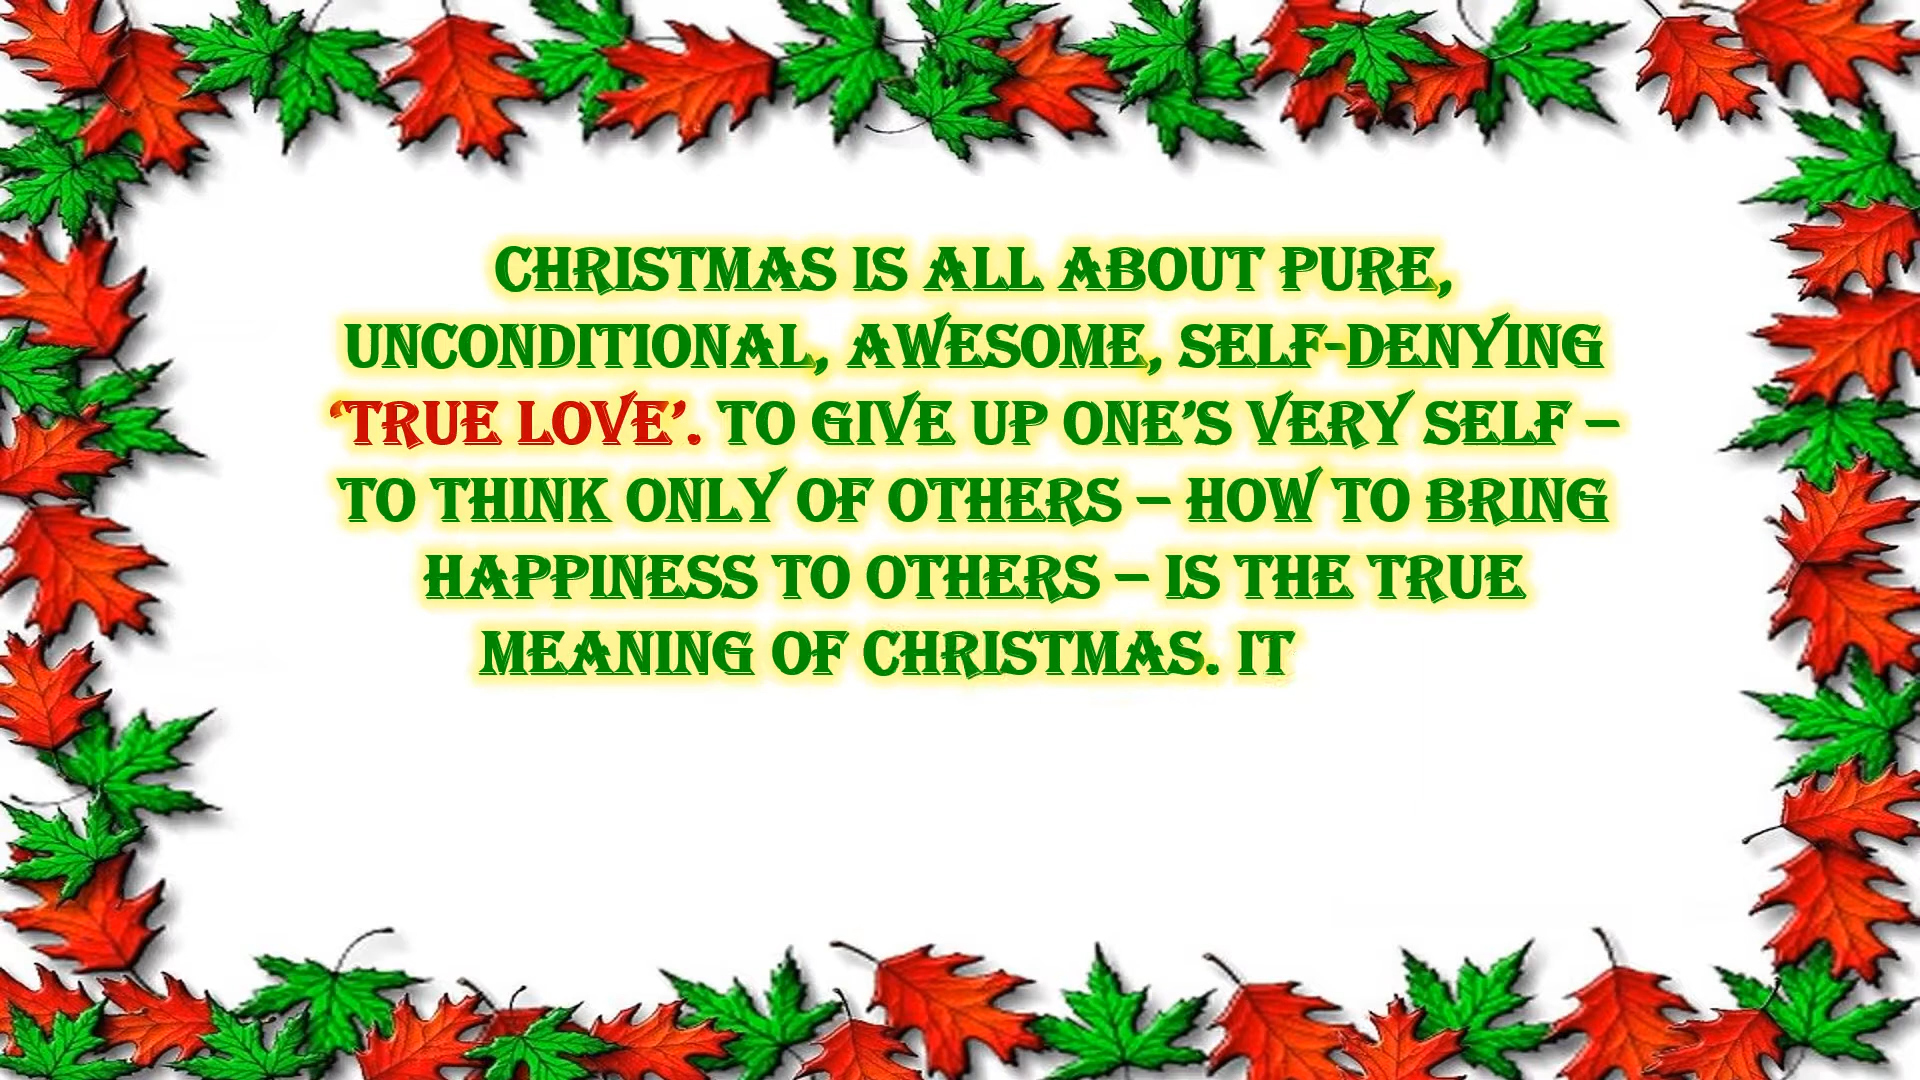 CHRISTMAS IS ALL ABOUT PURE,
UNCONDITIONAL, AWESOME, SELF-DENYING
‘TRUE LOVE’. TO GIVE UP ONE’S VERY SELF –
TO THINK ONLY OF OTHERS – HOW TO BRING
HAPPINESS TO OTHERS – IS THE TRUE
MEANING OF CHRISTMAS. IT